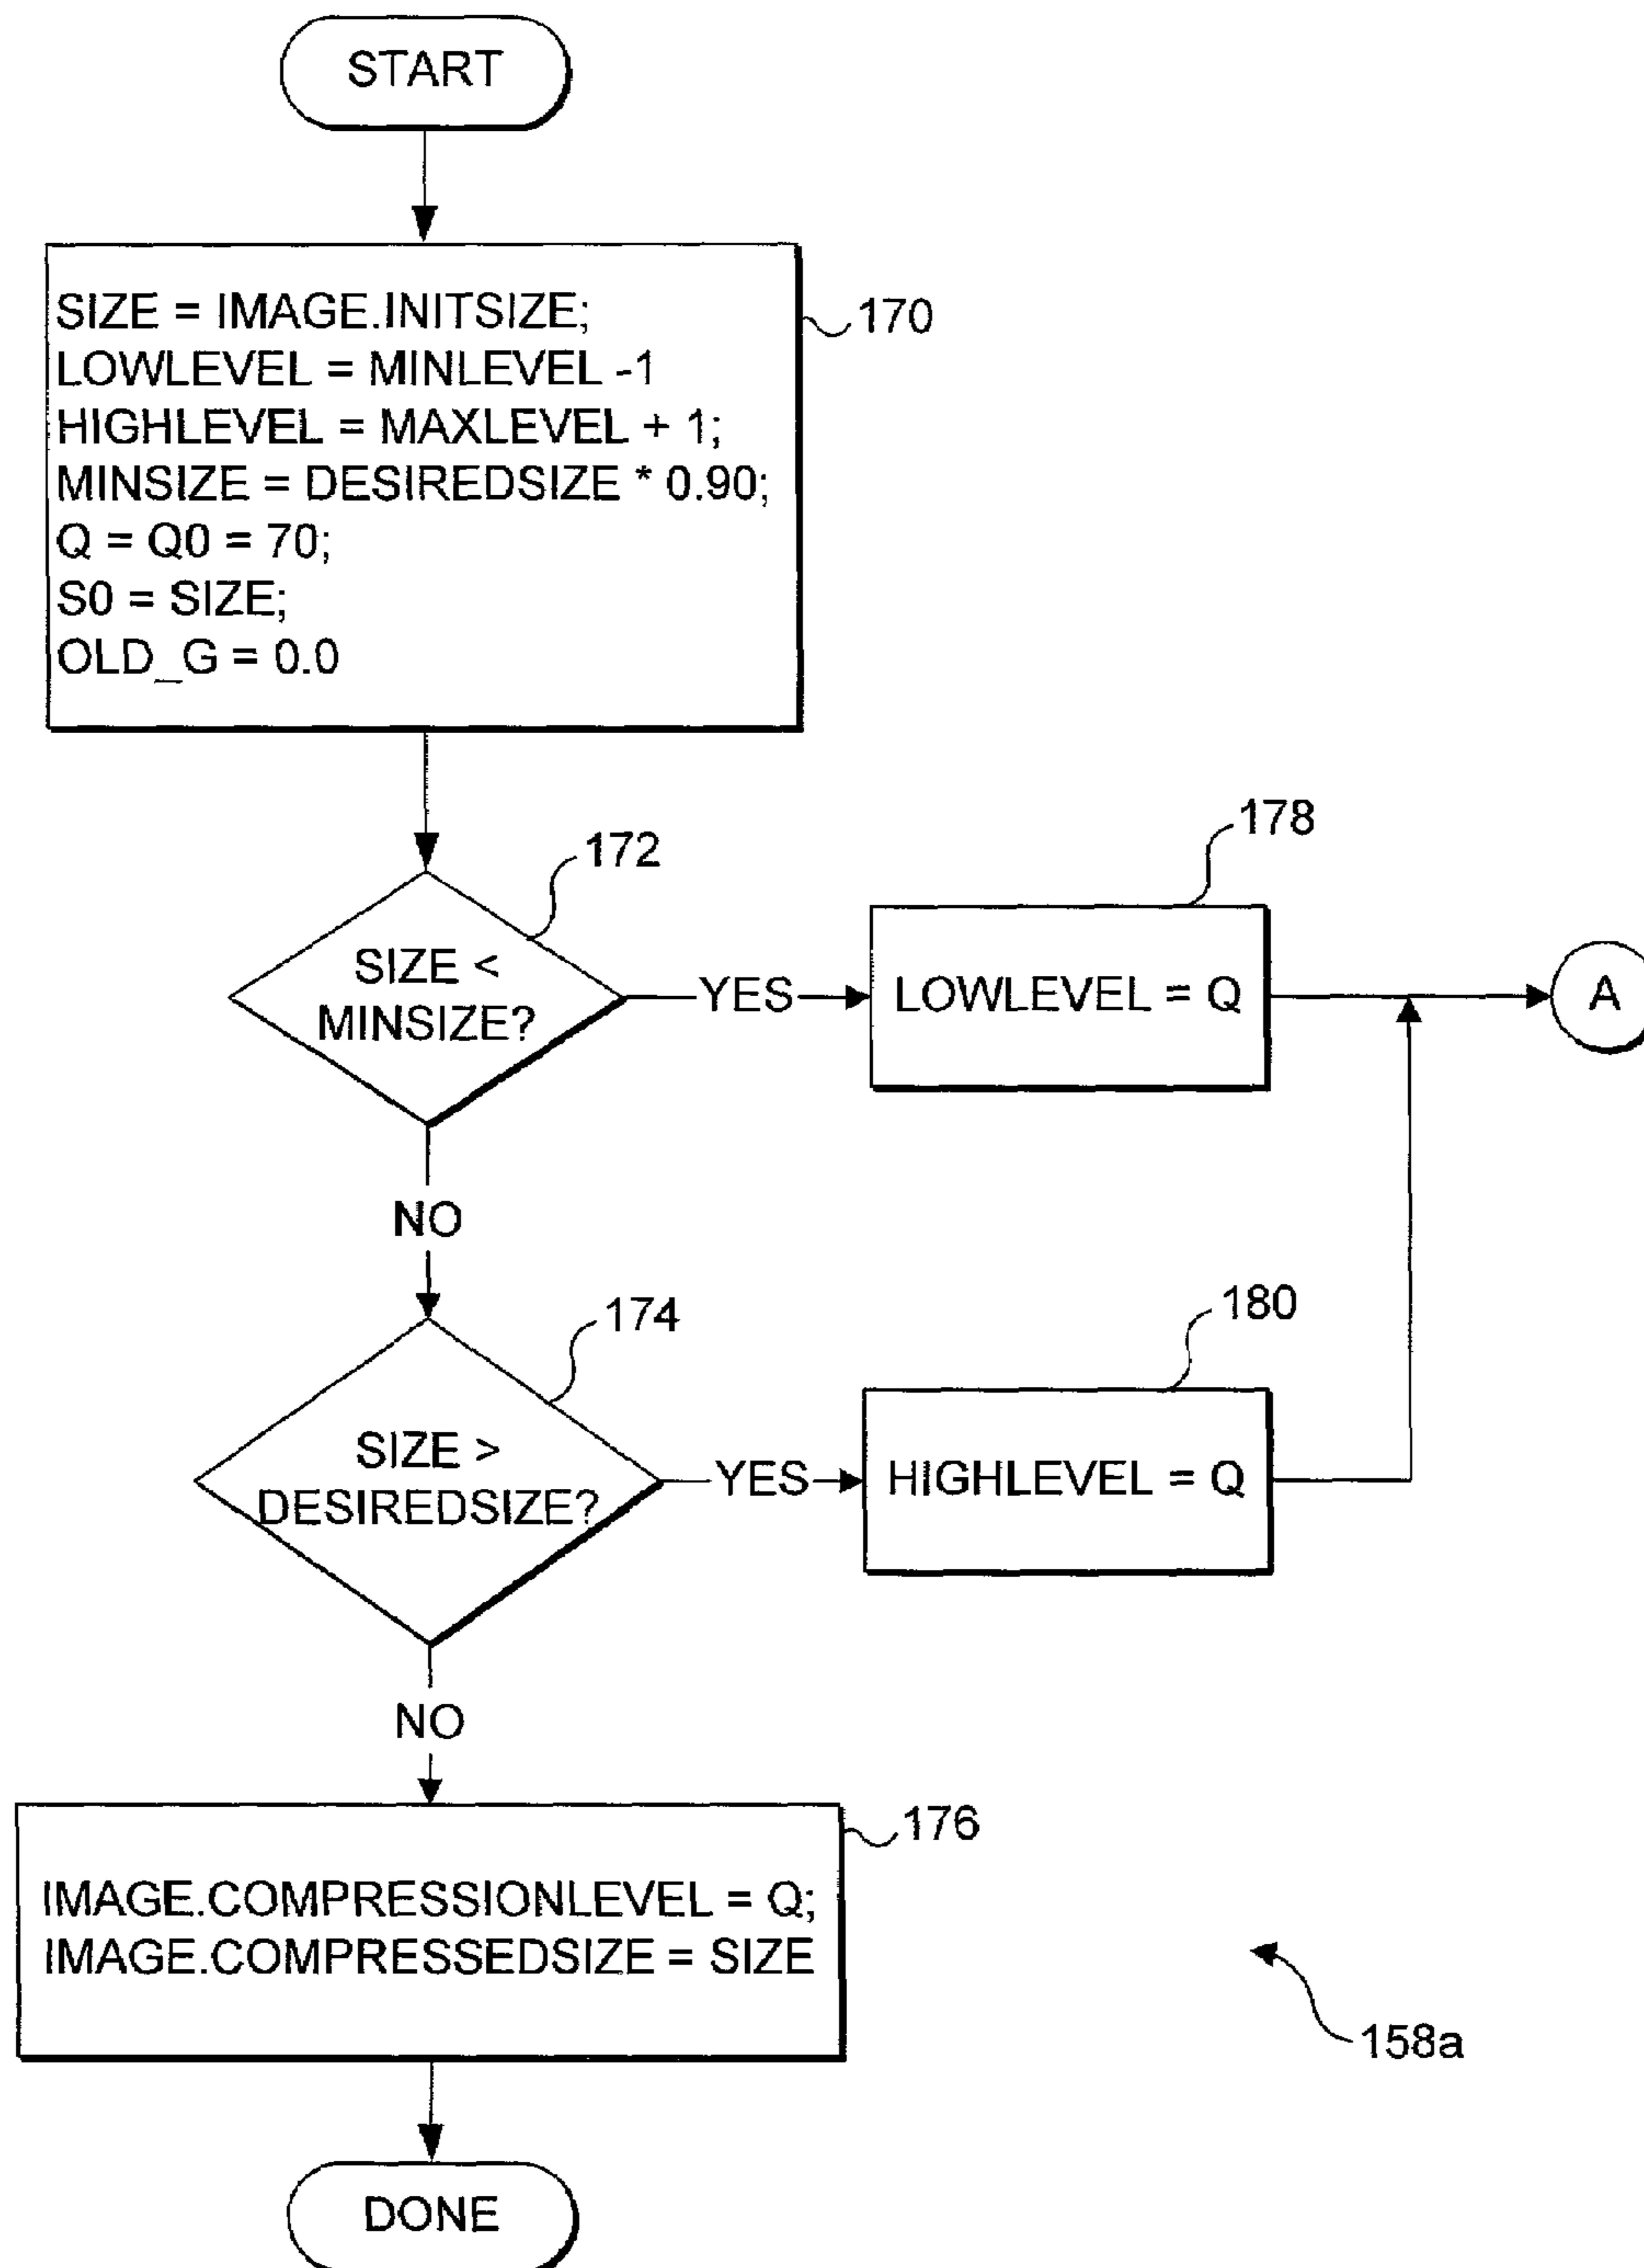 START
SIZE = IMAGE.INITSIZE;
LOWLEVEL = MINLEVEL -1
HIGHLEVEL = MAXLEVEL + 1;
MINSIZE = DESIREDSIZE * 0.90;
Q = Q0 = 70;
S0 = SIZE;
OLD_G = 0.0
170
172
SIZE <
MINSIZE?
YES
178
LOWLEVEL = Q
A
NO
174
SIZE >
DESIREDSIZE?
YES
180
HIGHLEVEL = Q
NO
176
IMAGE.COMPRESSIONLEVEL = Q;
IMAGE.COMPRESSEDSIZE = SIZE
158a
DONE